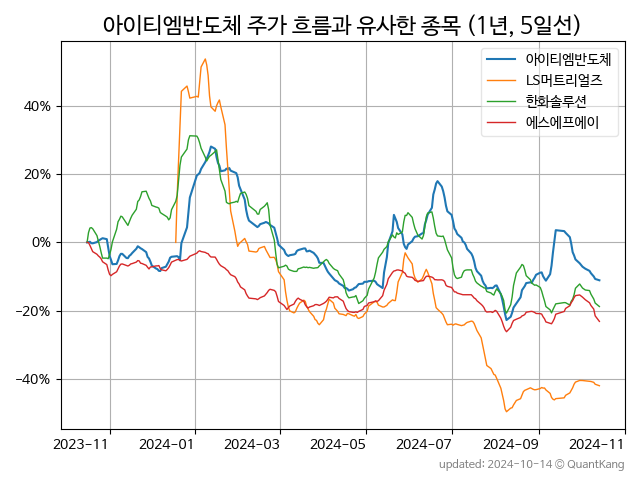 아이티엠반도체 주가 흐름과 유사한 종목 (1년, 5일선)
아이티엠반도체
LS머트리얼즈
한화솔루션
에스에프에이
40%
20%
0%
−20%
−40%
2023-11 2024-01 2024-03 2024-05 2024-07 2024-09 2024-11
updated: 2024-10-14 © QuantKang